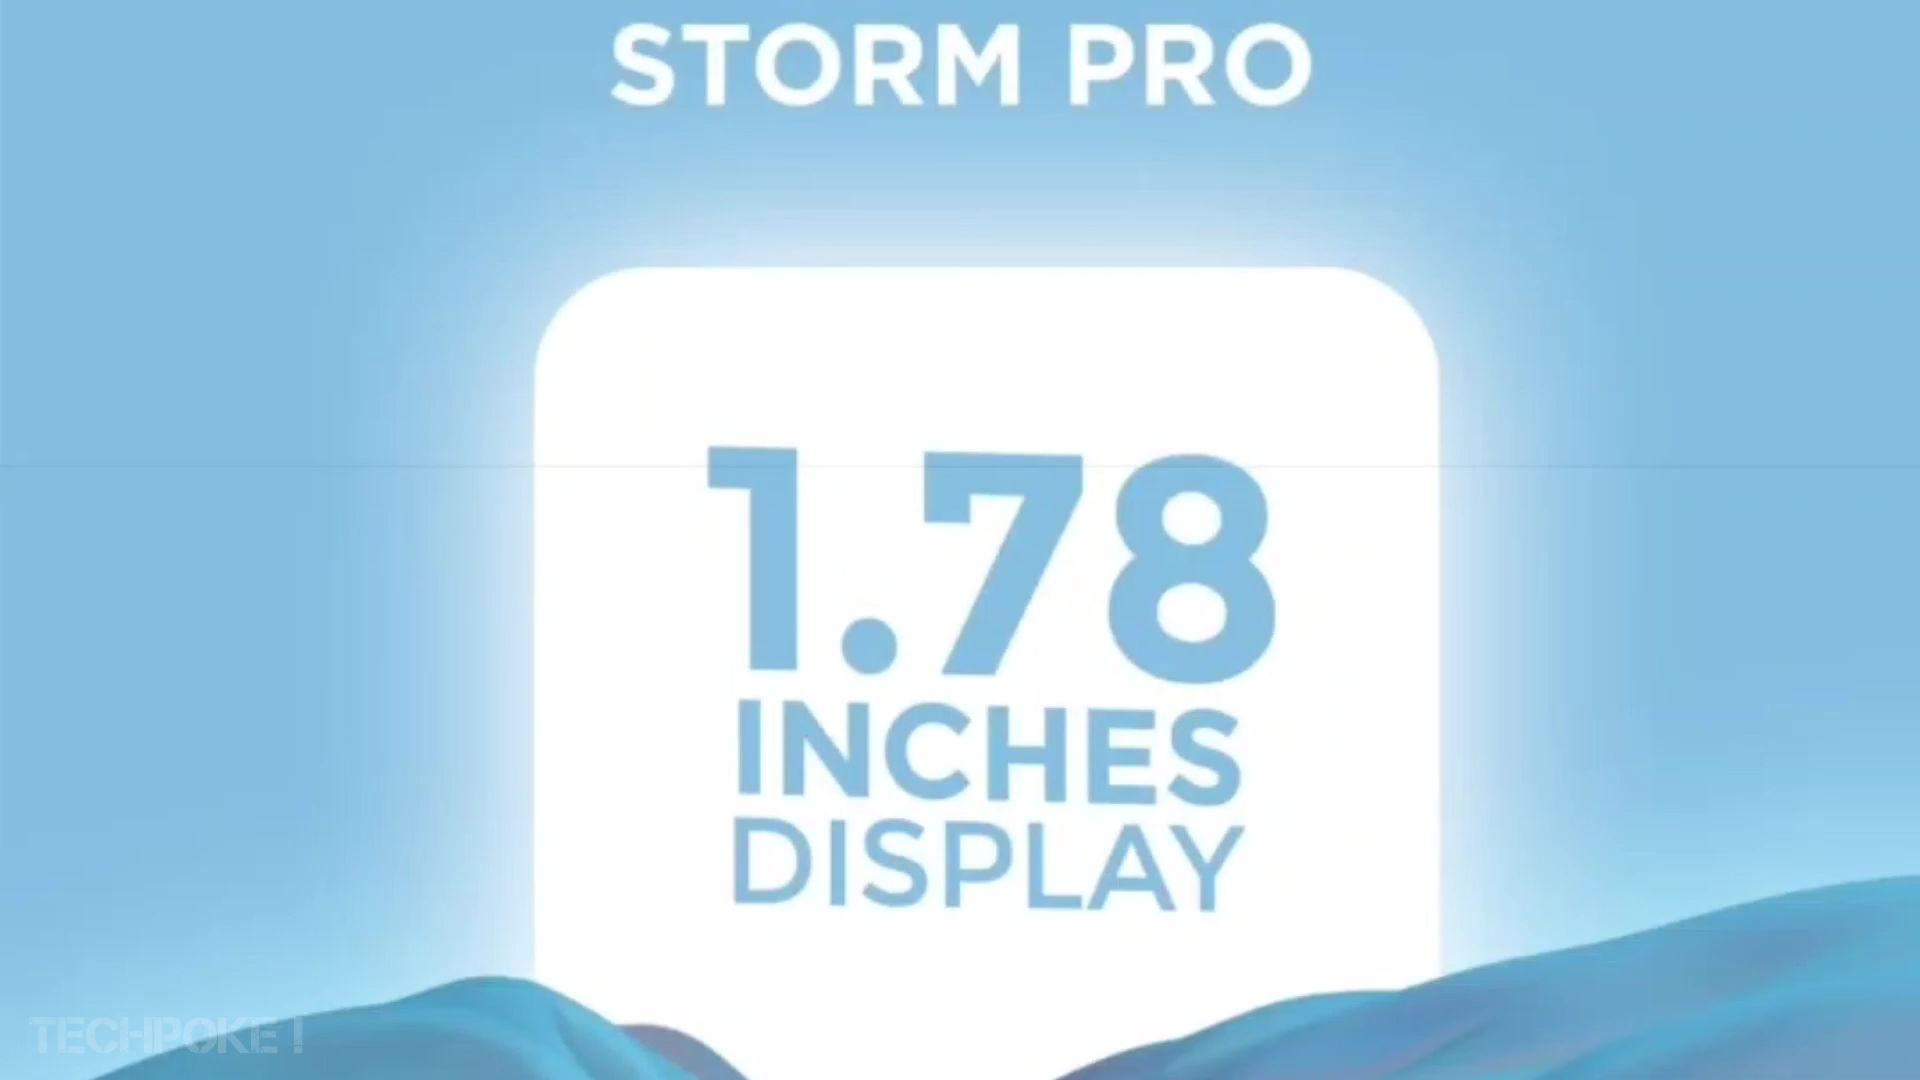 STORM PRO
1.78
INCHES
DISPLAY
TECHPOKE !